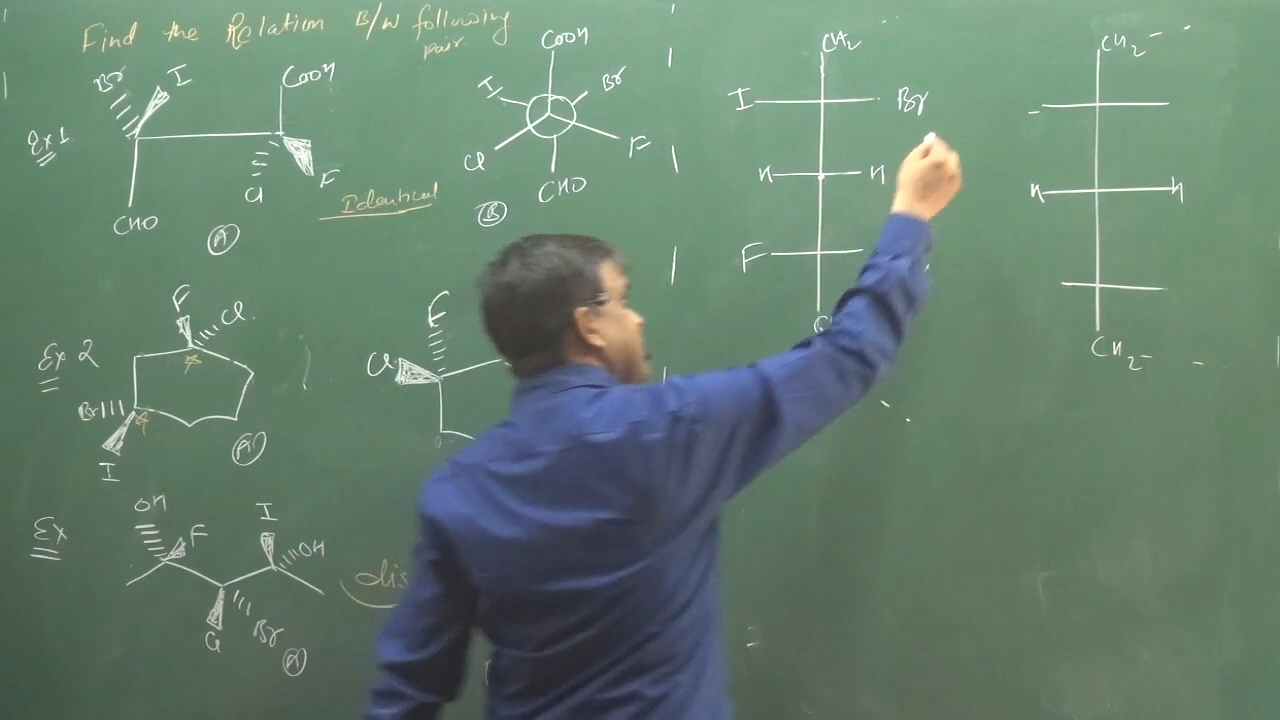 Find the Relation B/W following
pair.
Ex 1
Br I COOH
CHO Cl F
A
Identical
COOH
I Br
Cl F
CHO
B
CH2
I Br
H H
F
CH2-
H H
CH2-
Ex 2
F Cl
Br
I
A
F
Cl
Ex
OH F I OH
Cl Br
A